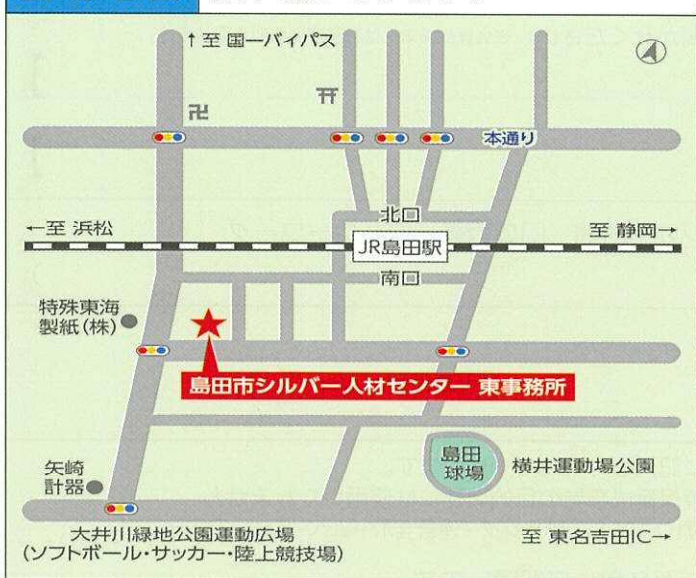 ↑至 国一バイパス
卍
本通り
北口
←至 浜松
至 静岡→
JR島田駅
南口
特殊東海
製紙(株)
島田市シルバー人材センター 東事務所
島田
球場
横井運動場公園
矢崎
計器
大井川緑地公園運動広場
(ソフトボール・サッカー・陸上競技場)
至 東名吉田IC→